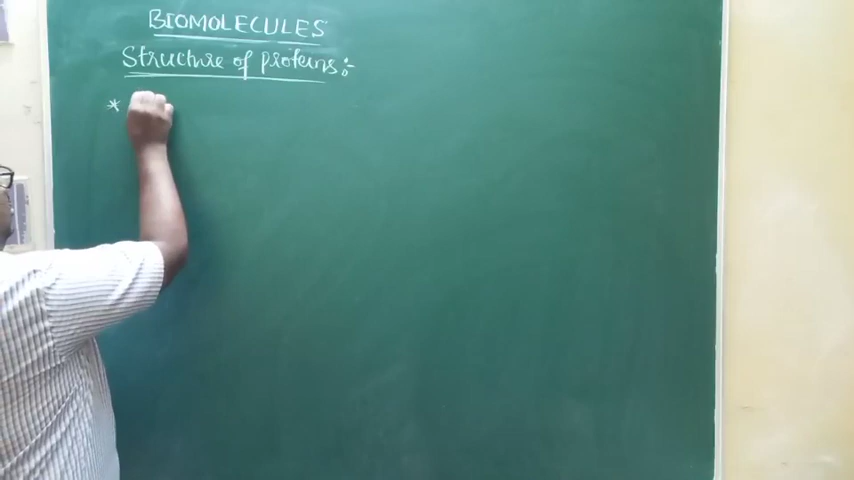 BIOMOLECULES
Structure of proteins :-
*